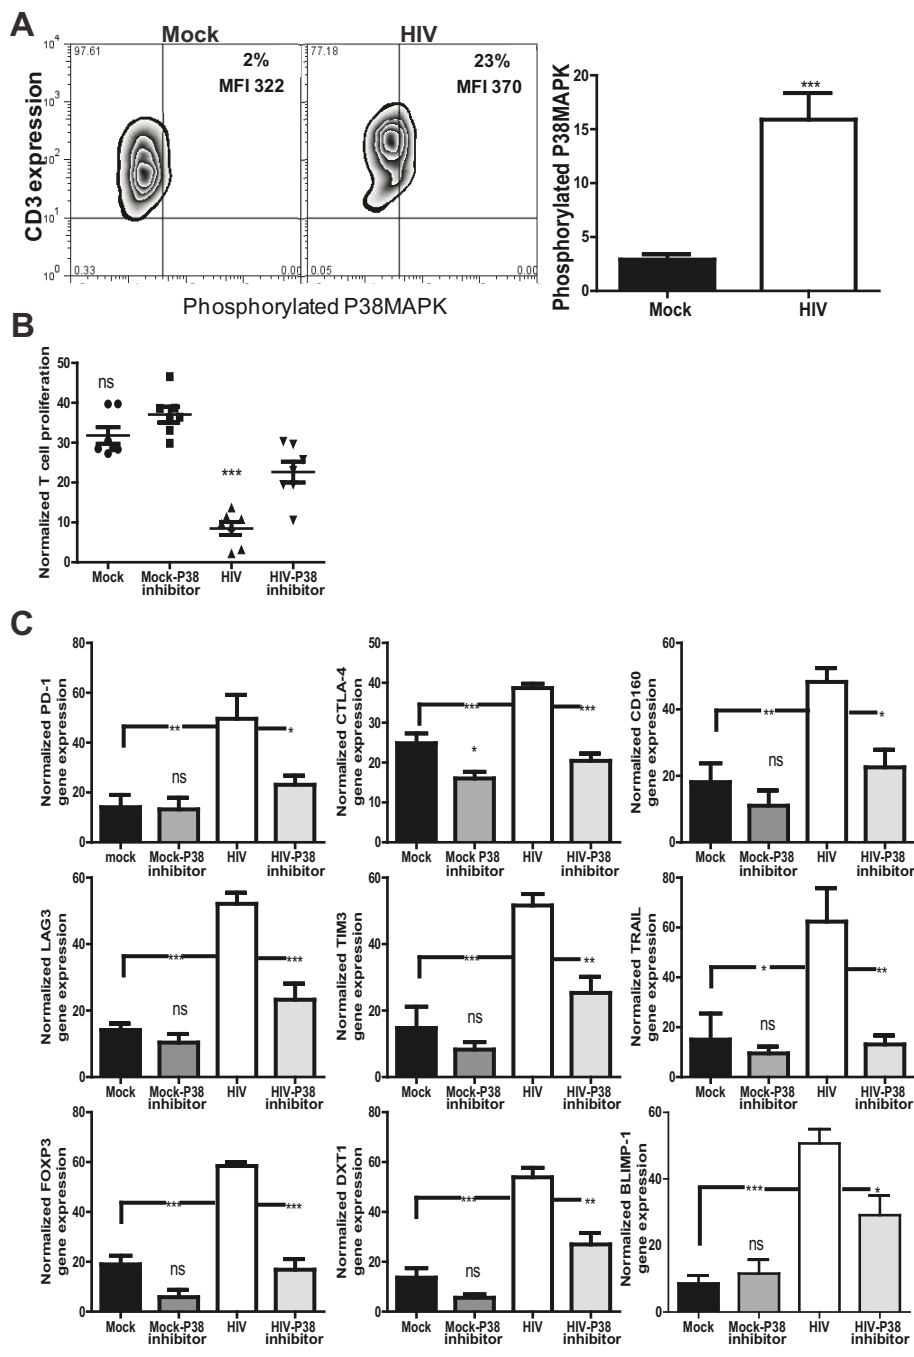 A
Mock
HIV
97.61
2%
MFI 322
77.18
23%
MFI 370
CD3 expression
10^4
10^3
10^2
10^1
10^0
0.33
0.00
0.05
0.00
Phosphorylated P38MAPK
Phosphorylated P38MAPK
20
15
10
5
0
***
Mock
HIV
B
Normalized T cell proliferation
50
40
30
20
10
0
ns
***
Mock
Mock-P38
inhibitor
HIV
HIV-P38
inhibitor
C
Normalized PD-1
gene expression
80
60
40
20
0
**
*
ns
mock
Mock-P38
inhibitor
HIV
HIV-P38
inhibitor
Normalized CTLA-4
gene expression
50
40
30
20
10
0
***
***
*
Mock
Mock P38
inhibitor
HIV
HIV-P38
inhibitor
Normalized CD160
gene expression
60
40
20
0
**
*
ns
Mock
Mock-P38
inhibitor
HIV
HIV-P38
inhibitor
Normalized LAG3
gene expression
60
40
20
0
***
***
ns
Mock
Mock-P38
inhibitor
HIV
HIV-P38
inhibitor
Normalized TIM3
gene expression
60
40
20
0
***
**
ns
Mock
Mock-P38
inhibitor
HIV
HIV-P38
inhibitor
Normalized TRAIL
gene expression
80
60
40
20
0
*
**
ns
Mock
Mock-P38
inhibitor
HIV
HIV-P38
inhibitor
Normalized FOXP3
gene expression
80
60
40
20
0
***
***
ns
Mock
Mock-P38
inhibitor
HIV
HIV-P38
inhibitor
Normalized DXT1
gene expression
80
60
40
20
0
***
**
ns
Mock
Mock-P38
inhibitor
HIV
HIV-P38
inhibitor
Normalized BLIMP-1
gene expression
60
40
20
0
***
*
ns
Mock
Mock-P38
inhibitor
HIV
HIV-P38
inhibitor